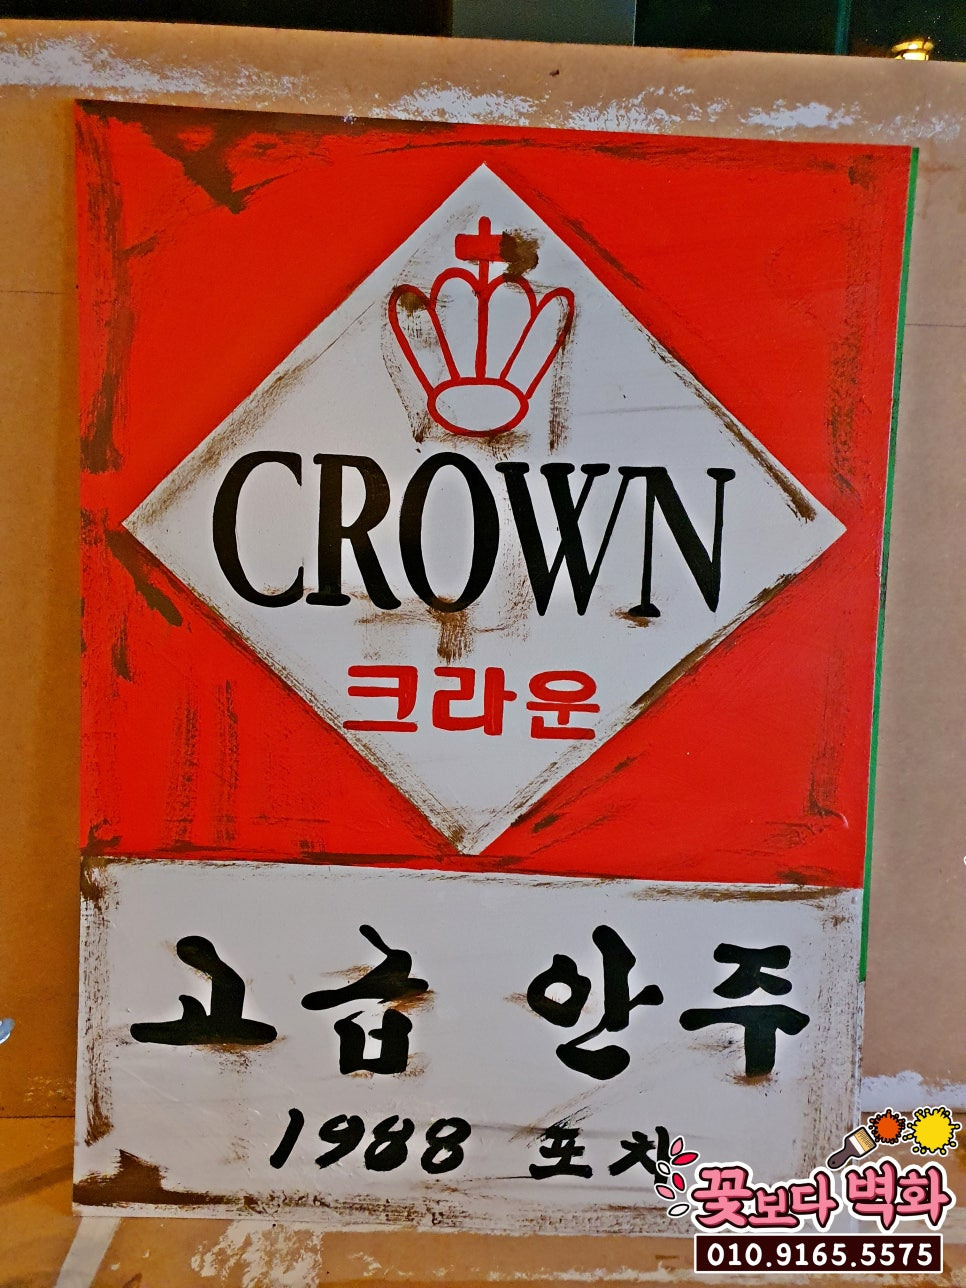 CROWN
크라운
고급 안주
1988 포차
꽃보다 벽화
010.9165.5575